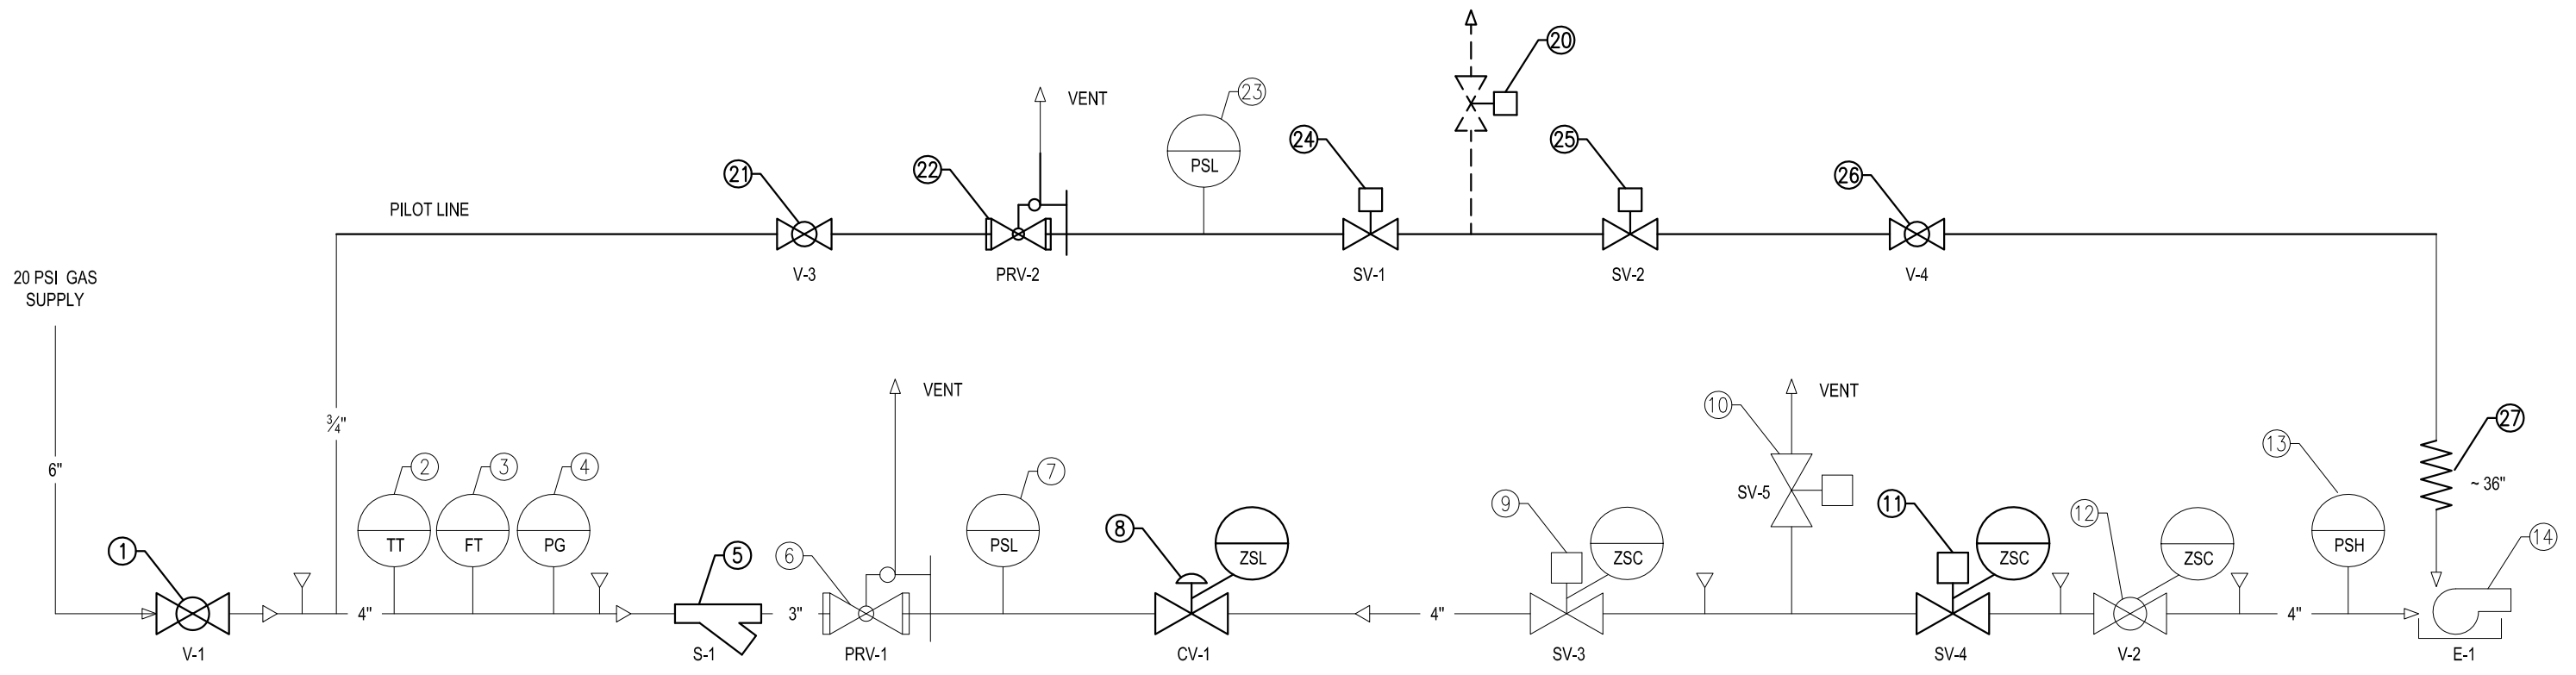 20
VENT
23
PSL
24
25
21
22
26
PILOT LINE
V-3
PRV-2
SV-1
SV-2
V-4
20 PSI GAS
SUPPLY
VENT
VENT
3/4"
6"
2
3
4
7
10
13
27
~ 36"
SV-5
1
TT
FT
PG
5
6
PSL
8
ZSL
9
ZSC
11
ZSC
12
ZSC
PSH
14
4"
3"
4"
4"
V-1
S-1
PRV-1
CV-1
SV-3
SV-4
V-2
E-1